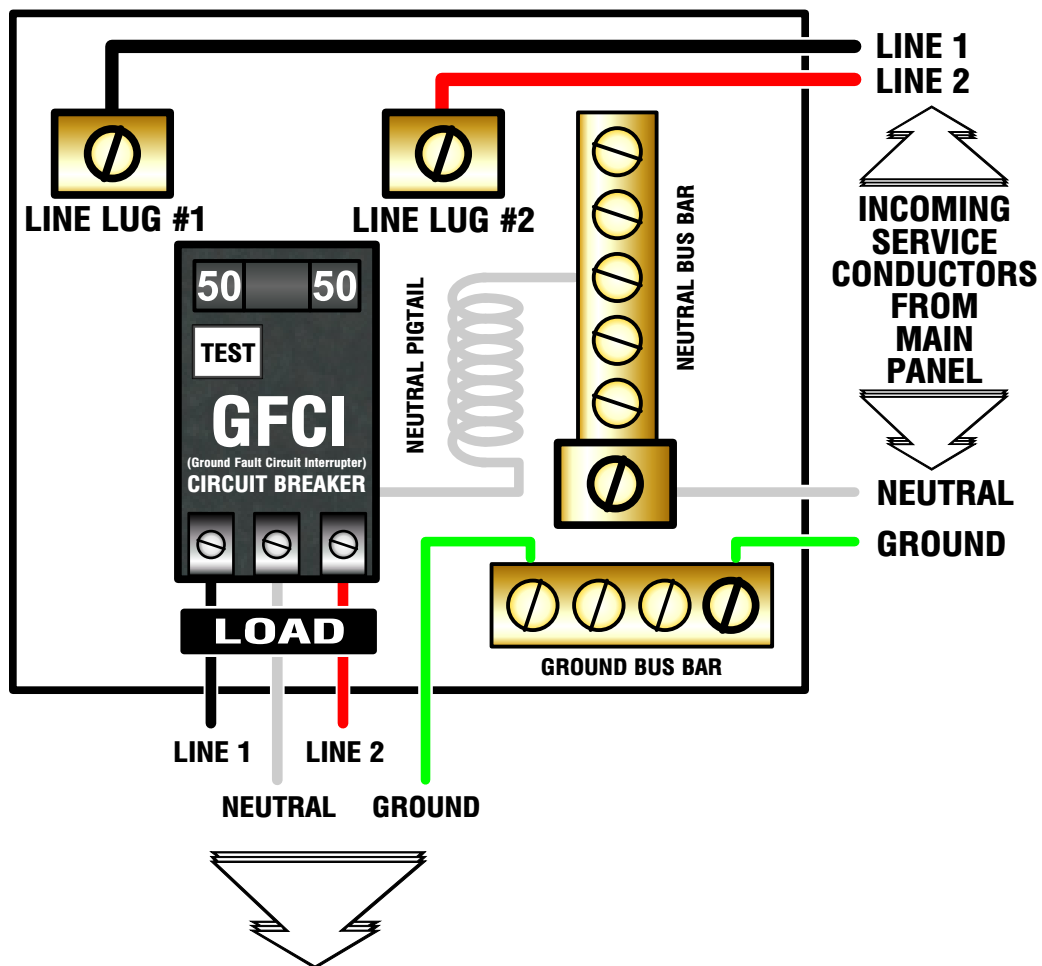 LINE 1
LINE 2
LINE LUG #1
LINE LUG #2
INCOMING
SERVICE
CONDUCTORS
FROM
MAIN
PANEL
NEUTRAL BUS BAR
NEUTRAL PIGTAIL
50
50
TEST
GFCI
(Ground Fault Circuit Interrupter)
CIRCUIT BREAKER
NEUTRAL
GROUND
LOAD
GROUND BUS BAR
LINE 1
LINE 2
NEUTRAL
GROUND